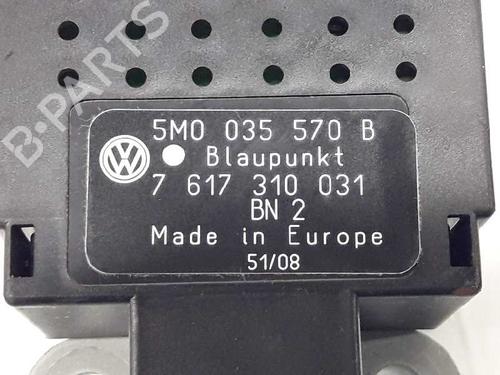 B-PARTS
5M0 035 570 B
Blaupunkt
7 617 310 031
BN 2
Made in Europe
51/08